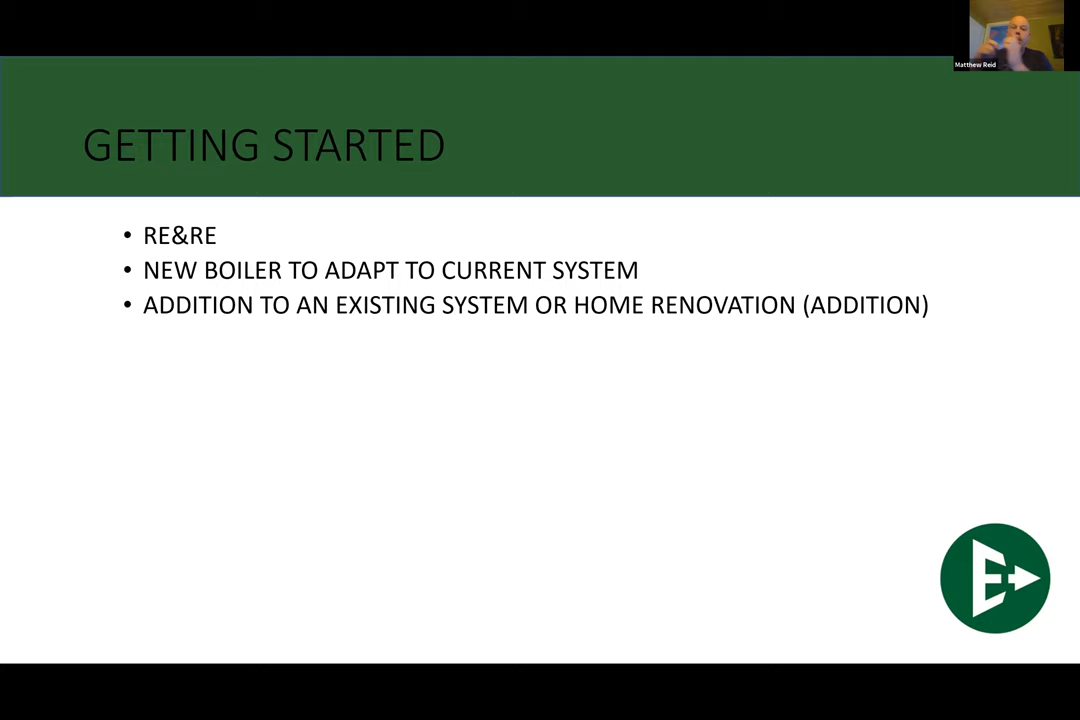 Matthew Reid
GETTING STARTED
• RE&RE
• NEW BOILER TO ADAPT TO CURRENT SYSTEM
• ADDITION TO AN EXISTING SYSTEM OR HOME RENOVATION (ADDITION)
E